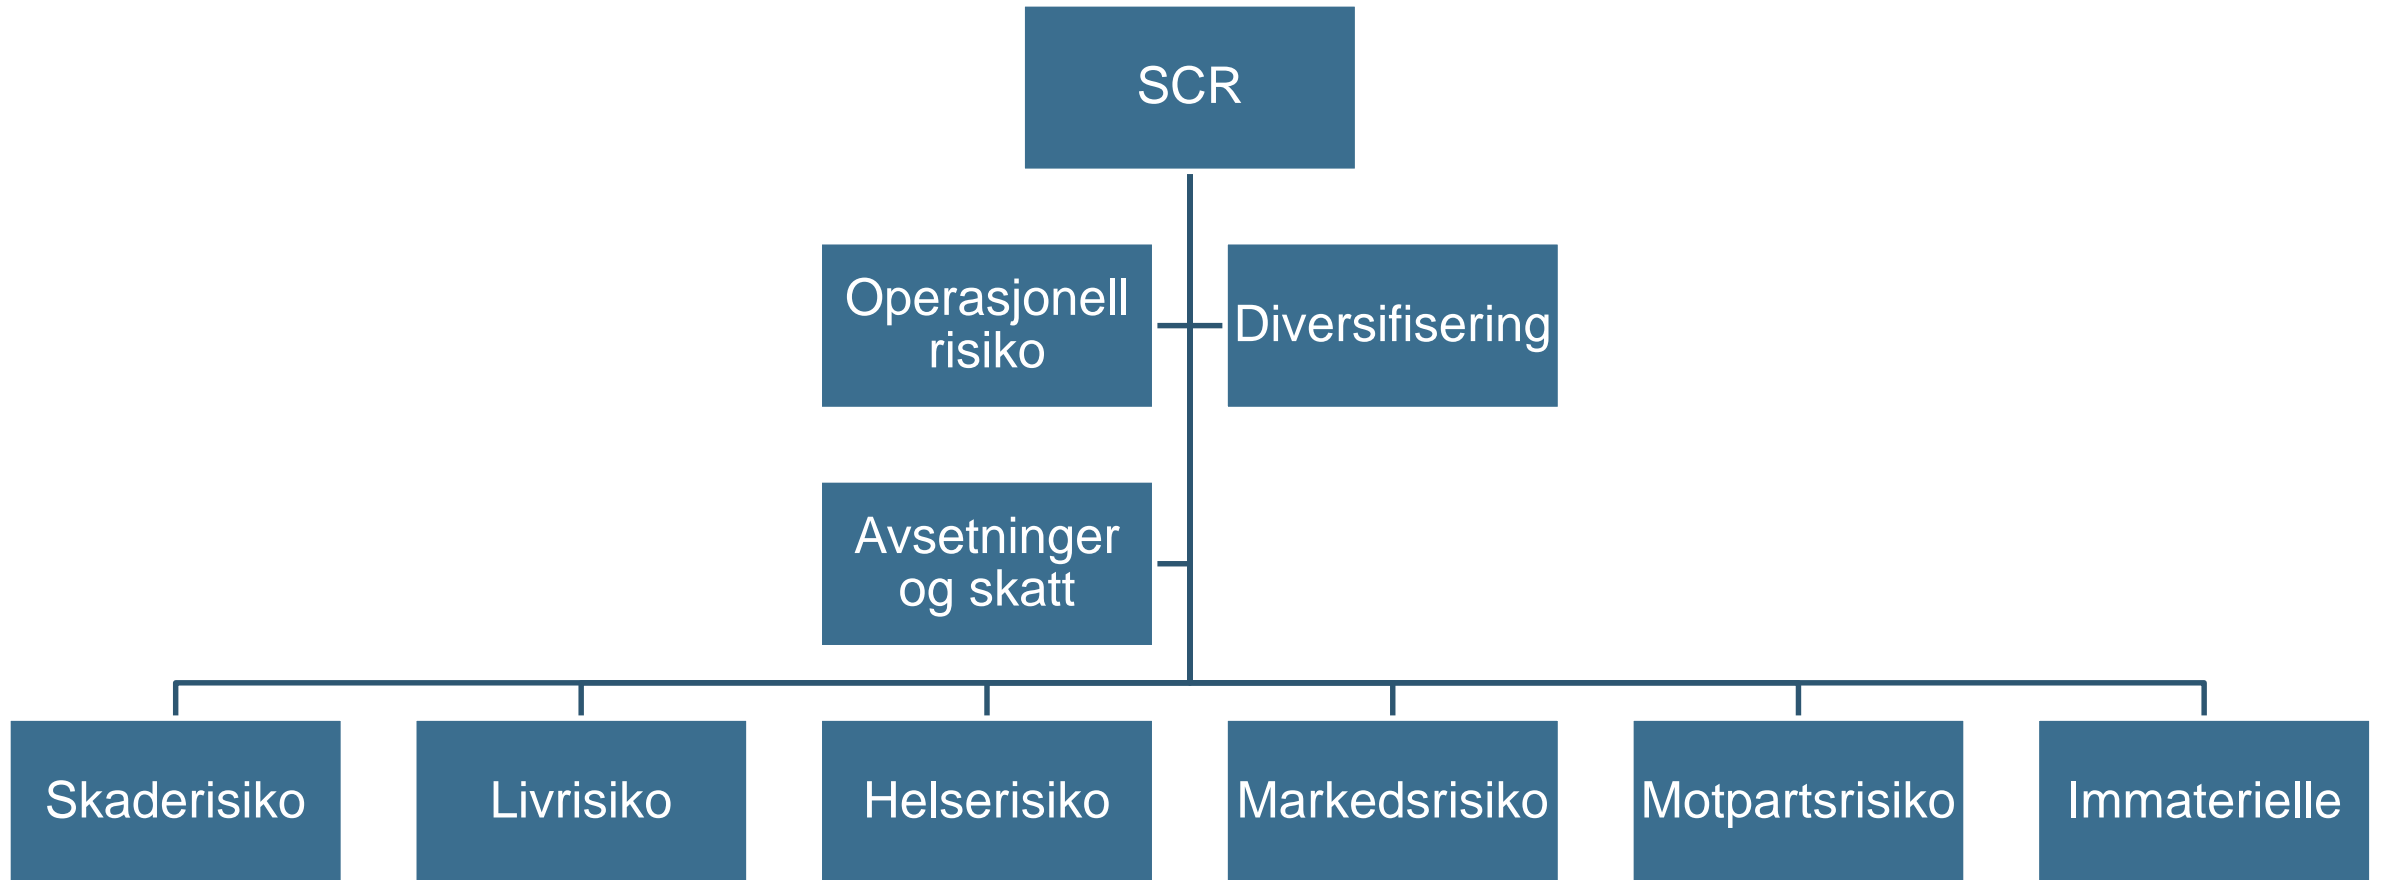 SCR
Operasjonell
risiko
Diversifisering
Avsetninger
og skatt
Skaderisiko
Livrisiko
Helserisiko
Markedsrisiko
Motpartsrisiko
Immaterielle